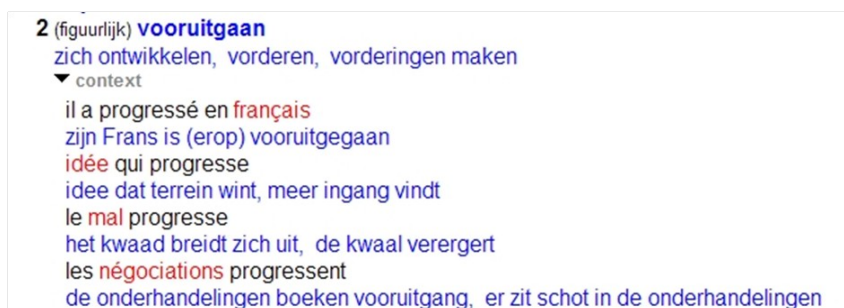 2 (figuurlijk) vooruitgaan
zich ontwikkelen, vorderen, vorderingen maken
context
il a progressé en français
zijn Frans is (erop) vooruitgegaan
idée qui progresse
idee dat terrein wint, meer ingang vindt
le mal progresse
het kwaad breidt zich uit, de kwaal verergert
les négociations progressent
de onderhandelingen boeken vooruitgang, er zit schot in de onderhandelingen